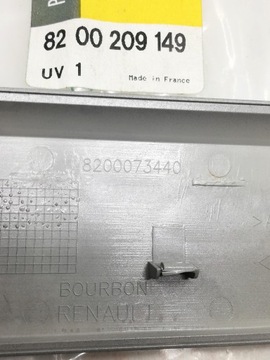 82 00 209 149
UV 1
Made in France
8200073440
BOURBON
RENAULT